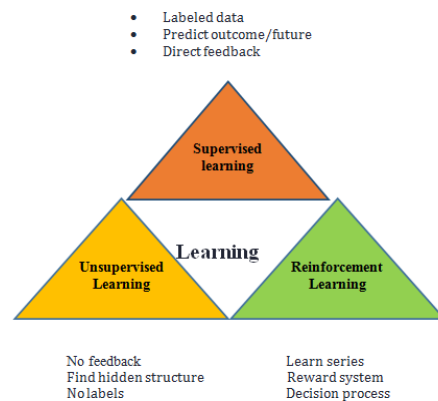 • Labeled data
• Predict outcome/future
• Direct feedback
Supervised
learning
Learning
Unsupervised
Learning
Reinforcement
Learning
No feedback
Find hidden structure
No labels
Learn series
Reward system
Decision process